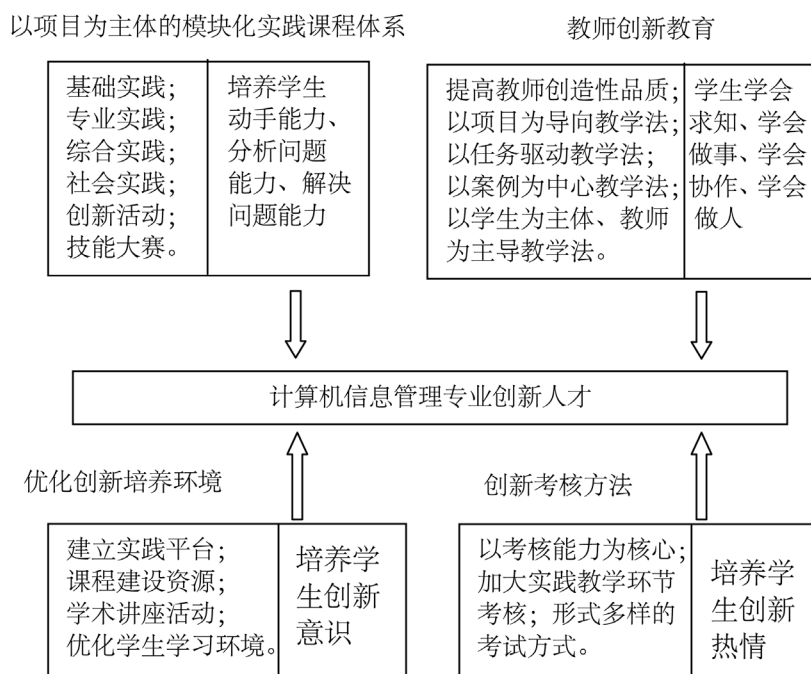 以项目为主体的模块化实践课程体系
基础实践；
专业实践；
综合实践；
社会实践；
创新活动；
技能大赛。
培养学生
动手能力、
分析问题
能力、解决
问题能力
教师创新教育
提高教师创造性品质；
以项目为导向教学法；
以任务驱动教学法；
以案例为中心教学法；
以学生为主体、教师
为主导教学法。
学生学会
求知、学会
做事、学会
协作、学会
做人
计算机信息管理专业创新人才
优化创新培养环境
建立实践平台；
课程建设资源；
学术讲座活动；
优化学生学习环境。
培养学
生创新
意识
创新考核方法
以考核能力为核心；
加大实践教学环节
考核；形式多样的
考试方式。
培养学
生创新
热情